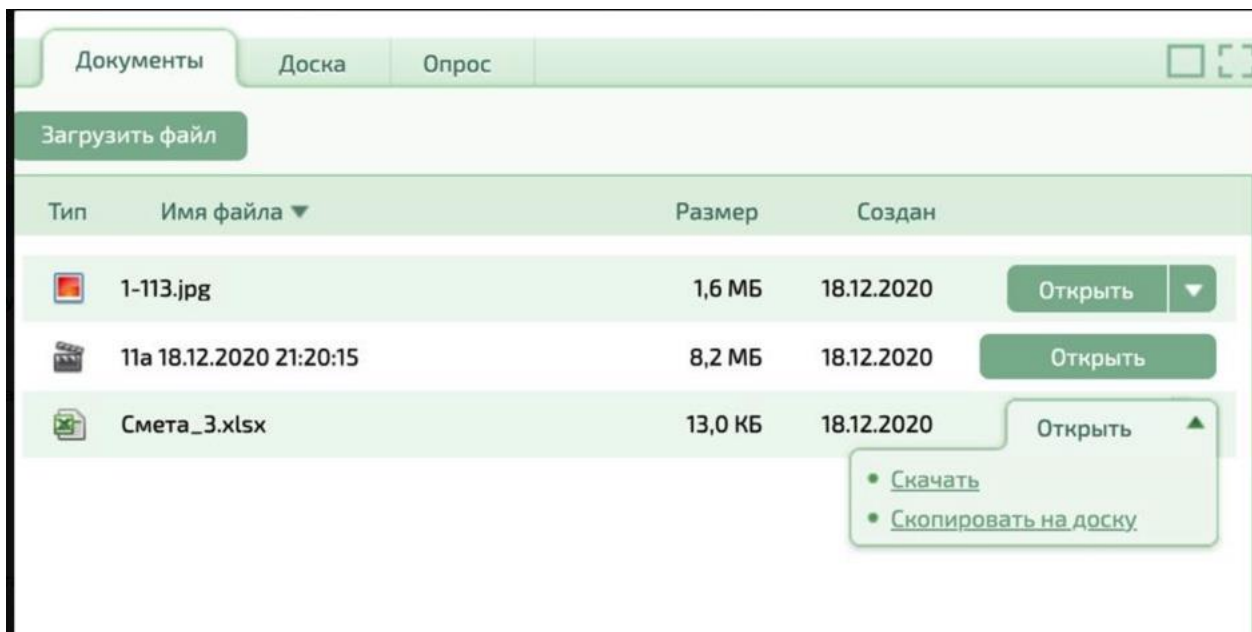 Документы Доска Опрос
Загрузить файл
Тип Имя файла Размер Создан
1-113.jpg 1,6 МБ 18.12.2020 Открыть
11а 18.12.2020 21:20:15 8,2 МБ 18.12.2020 Открыть
Смета_3.xlsx 13,0 КБ 18.12.2020 Открыть
Скачать
Скопировать на доску